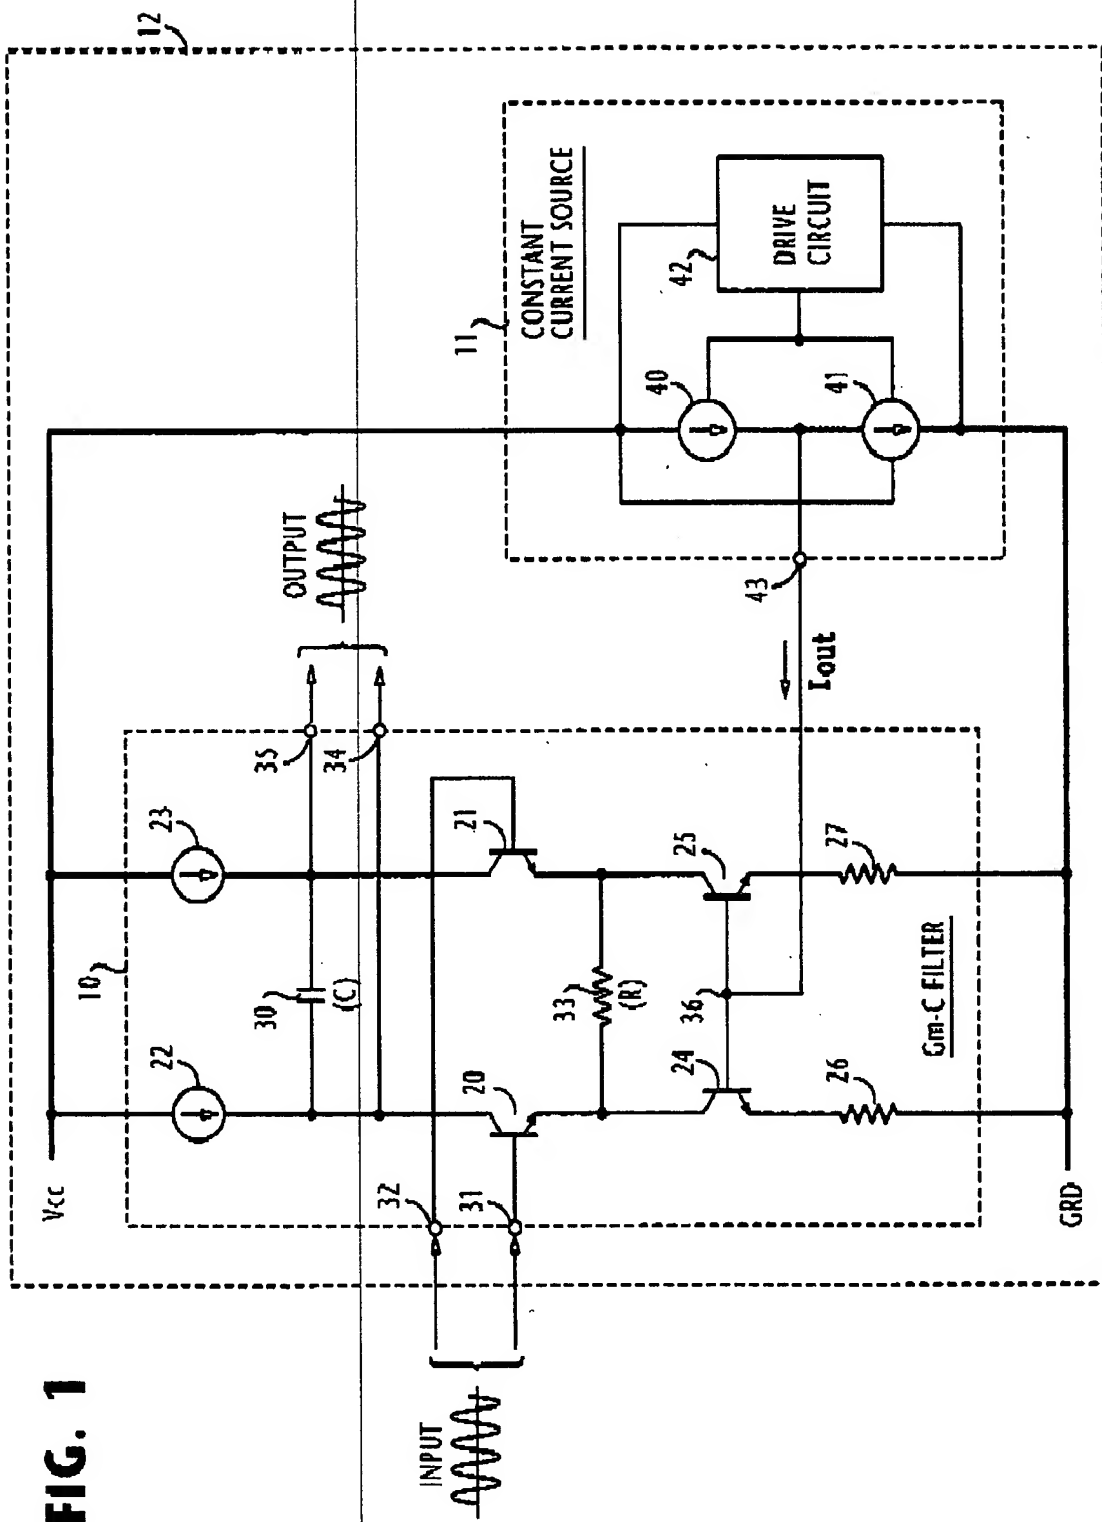 FIG. 1
12
Vcc
10
22
23
30
(C)
35
34
OUTPUT
INPUT
32
31
20
21
33
(R)
24
25
36
26
27
Gm-C FILTER
GRD
Iout
43
11
CONSTANT
CURRENT SOURCE
40
41
42
DRIVE
CIRCUIT